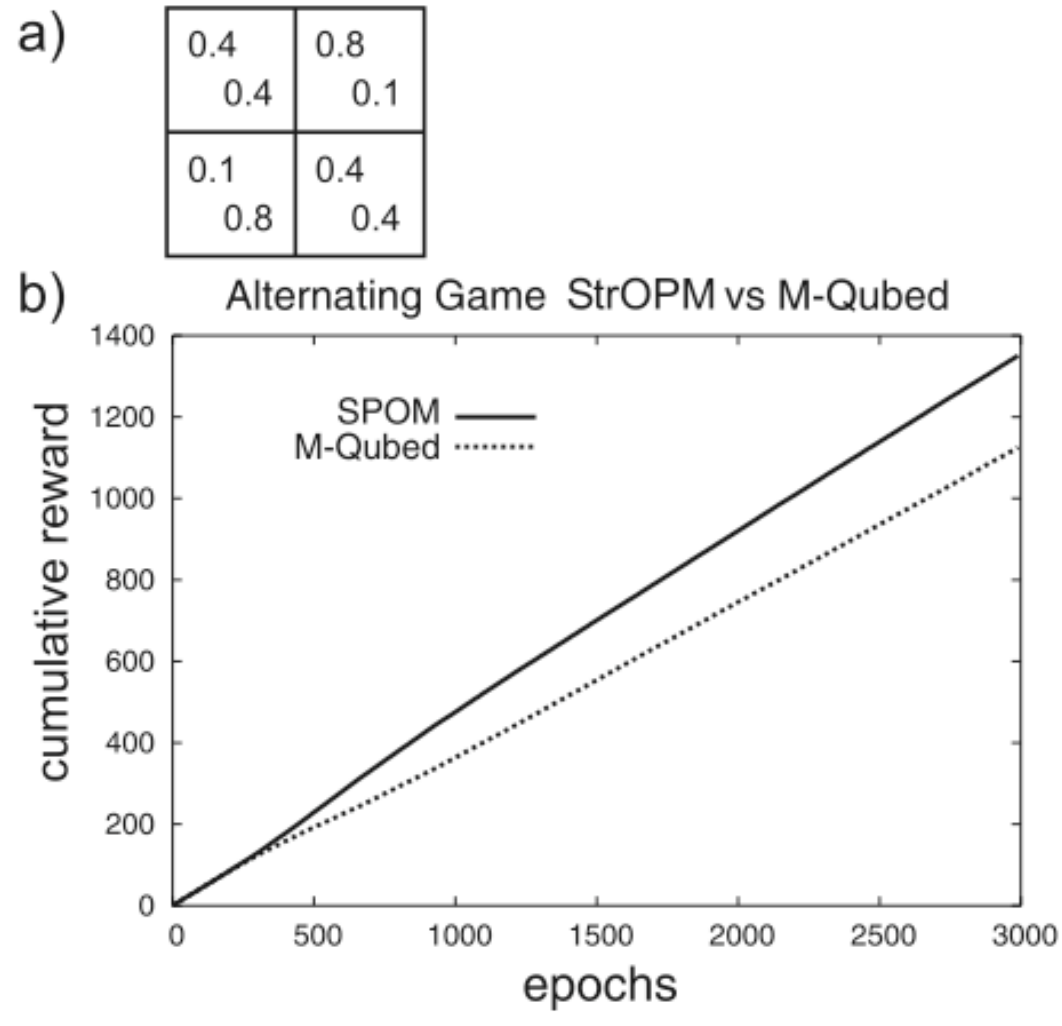 a)
0.4 0.8
0.4 0.1
0.1 0.4
0.8 0.4
b) Alternating Game StrOPM vs M-Qubed
1400
1200
1000
800
600
400
200
0
cumulative reward
SPOM
M-Qubed
0 500 1000 1500 2000 2500 3000
epochs